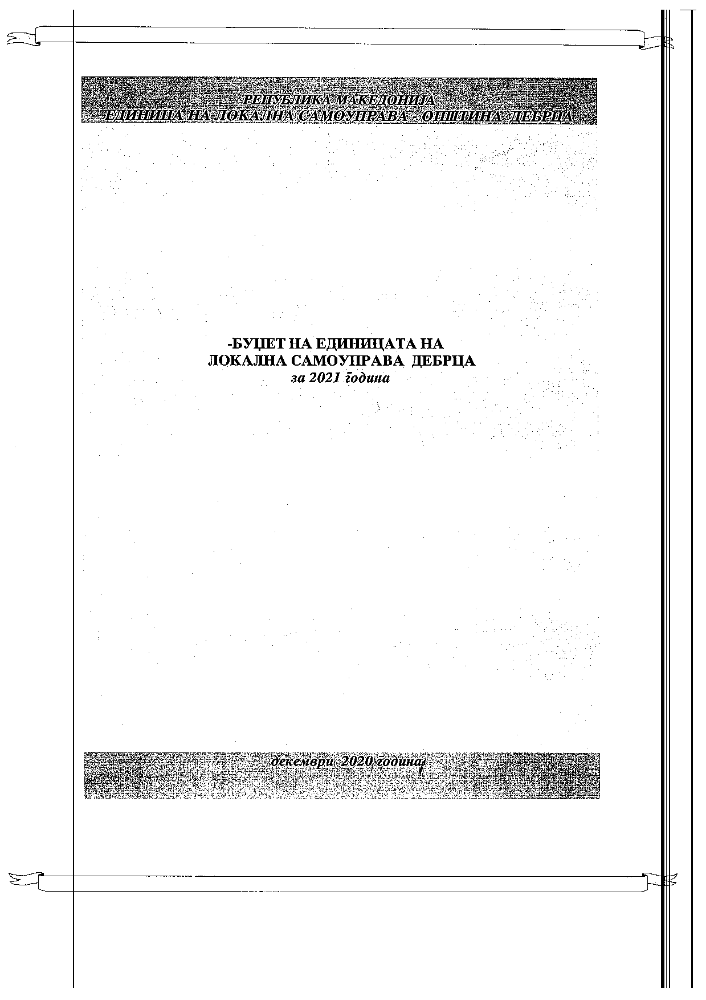 РЕПУБЛИКА МАКЕДОНИЈА
ЕДИНИЦА НА ЛОКАЛНА САМОУПРАВА - ОПШТИНА ДЕБРЦА
-БУЏЕТ НА ЕДИНИЦАТА НА
ЛОКАЛНА САМОУПРАВА ДЕБРЦА
за 2021 година
декември 2020 година